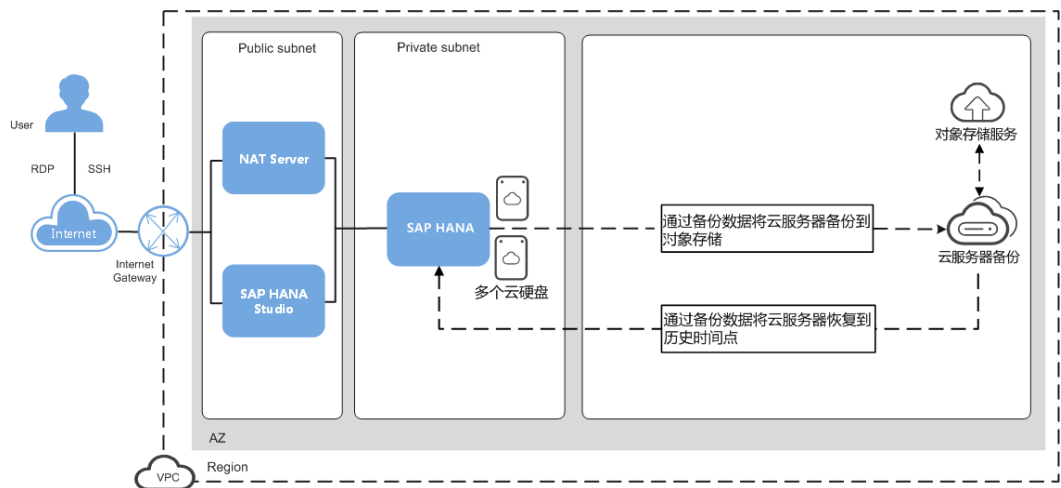 Public subnet
Private subnet
User
RDP
SSH
Internet
Internet
Gateway
NAT Server
SAP HANA
Studio
SAP HANA
多个云硬盘
通过备份数据将云服务器备份到
对象存储
通过备份数据将云服务器恢复到
历史时间点
对象存储服务
云服务器备份
AZ
Region
VPC